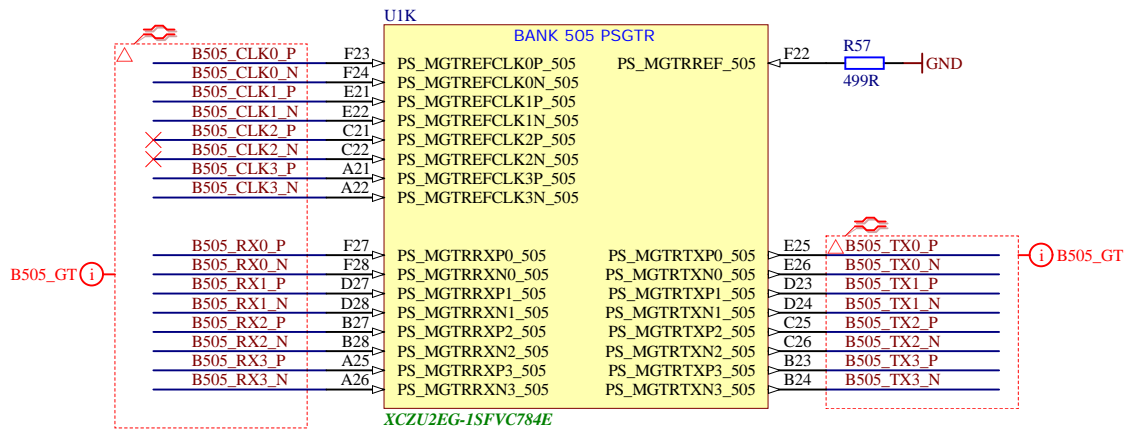 U1K
BANK 505 PSGTR
B505_CLK0_P F23 PS_MGTREFCLK0P_505 PS_MGTRREF_505 F22 R57 499R GND
B505_CLK0_N F24 PS_MGTREFCLK0N_505
B505_CLK1_P E21 PS_MGTREFCLK1P_505
B505_CLK1_N E22 PS_MGTREFCLK1N_505
B505_CLK2_P C21 PS_MGTREFCLK2P_505
B505_CLK2_N C22 PS_MGTREFCLK2N_505
B505_CLK3_P A21 PS_MGTREFCLK3P_505
B505_CLK3_N A22 PS_MGTREFCLK3N_505
B505_RX0_P F27 PS_MGTRRXP0_505 PS_MGTRTXP0_505 E25 B505_TX0_P
B505_GT i B505_RX0_N F28 PS_MGTRRXN0_505 PS_MGTRTXN0_505 E26 B505_TX0_N i B505_GT
B505_RX1_P D27 PS_MGTRRXP1_505 PS_MGTRTXP1_505 D23 B505_TX1_P
B505_RX1_N D28 PS_MGTRRXN1_505 PS_MGTRTXN1_505 D24 B505_TX1_N
B505_RX2_P B27 PS_MGTRRXP2_505 PS_MGTRTXP2_505 C25 B505_TX2_P
B505_RX2_N B28 PS_MGTRRXN2_505 PS_MGTRTXN2_505 C26 B505_TX2_N
B505_RX3_P A25 PS_MGTRRXP3_505 PS_MGTRTXP3_505 B23 B505_TX3_P
B505_RX3_N A26 PS_MGTRRXN3_505 PS_MGTRTXN3_505 B24 B505_TX3_N
XCZU2EG-1SFVC784E